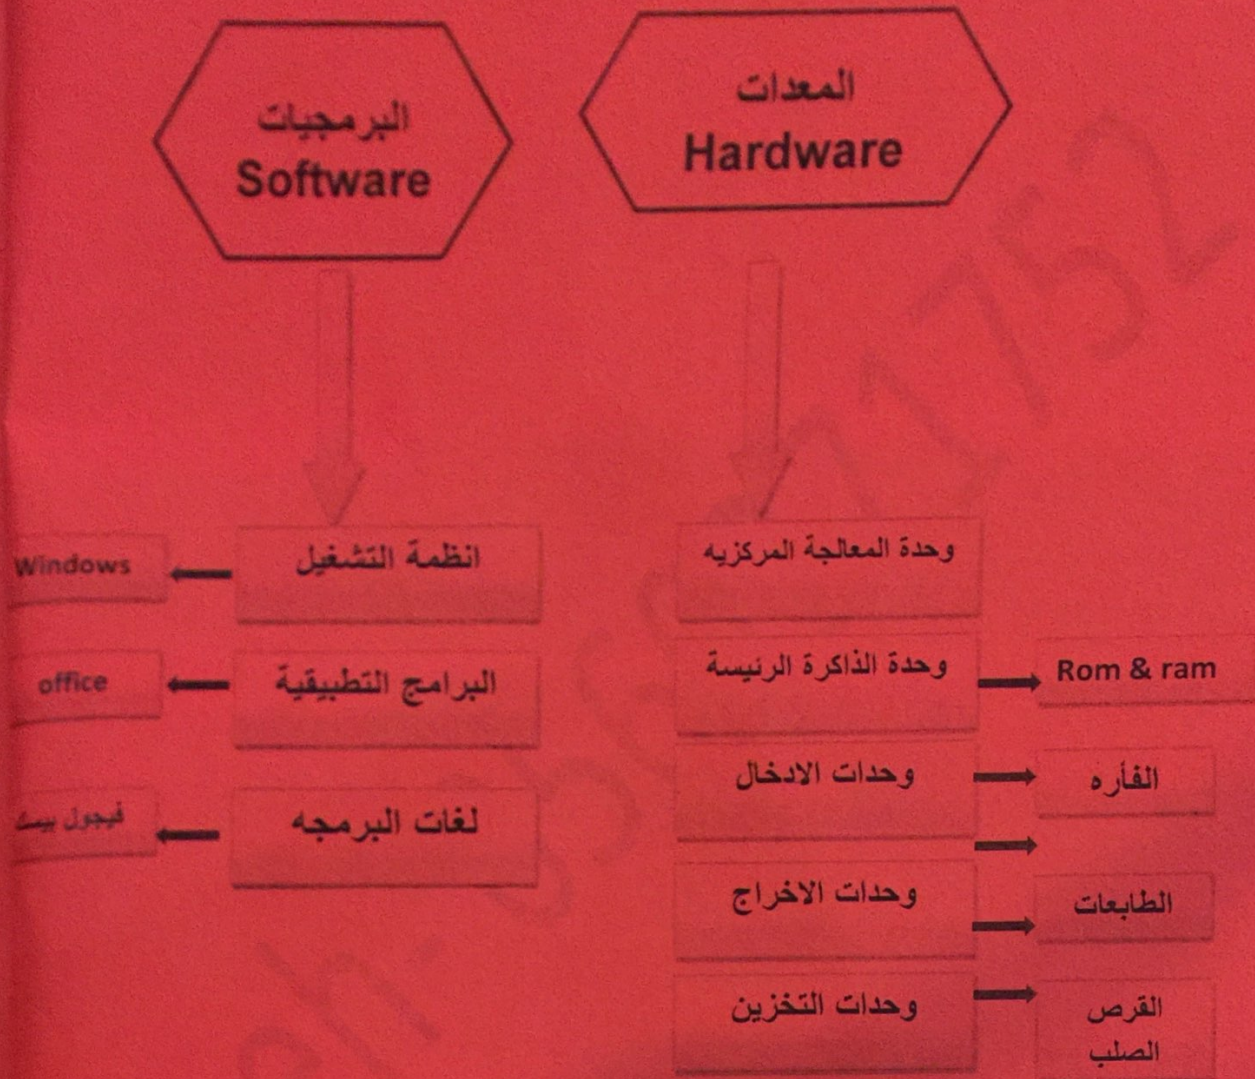 المعدات
Hardware
البرمجيات
Software
وحدة المعالجة المركزيه
وحدة الذاكرة الرئيسة
Rom & ram
وحدات الادخال
الفأره
وحدات الاخراج
الطابعات
وحدات التخزين
القرص
الصلب
انظمة التشغيل
Windows
البرامج التطبيقية
office
لغات البرمجه
فيجول